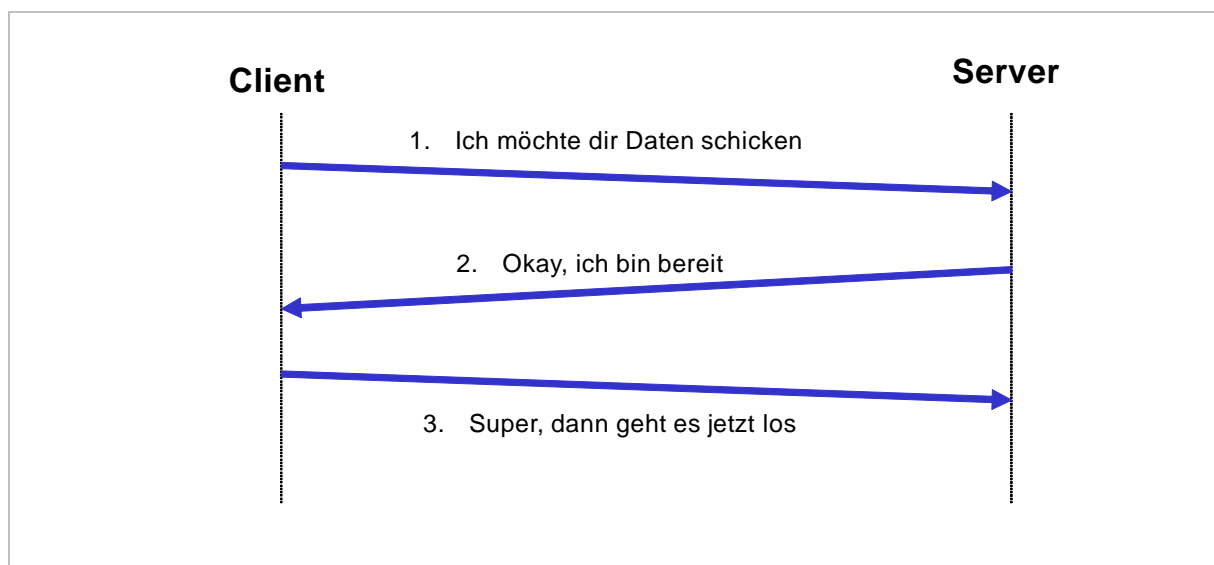 Client
Server
1. Ich möchte dir Daten schicken
2. Okay, ich bin bereit
3. Super, dann geht es jetzt los